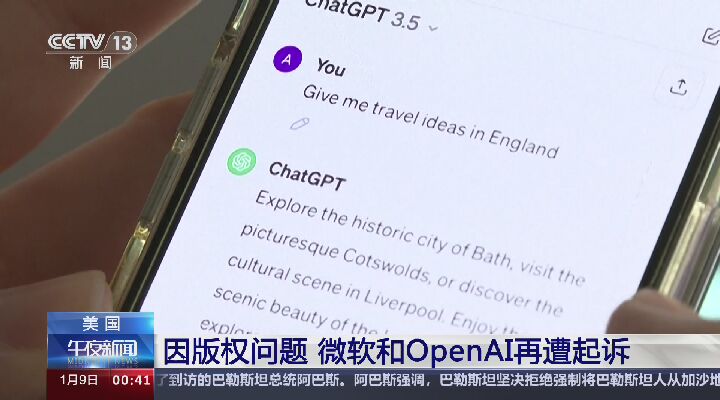 CCTV 13
新闻
ChatGPT 3.5
A
You
Give me travel ideas in England
ChatGPT
Explore the historic city of Bath, visit the
picturesque Cotswolds, or discover the
cultural scene in Liverpool. Enjoy the
scenic beauty of the
explore
美国
午夜新闻
因版权问题 微软和OpenAI再遭起诉
1月9日 00:41 了到访的巴勒斯坦总统阿巴斯。阿巴斯强调，巴勒斯坦坚决拒绝强制将巴勒斯坦人从加沙地